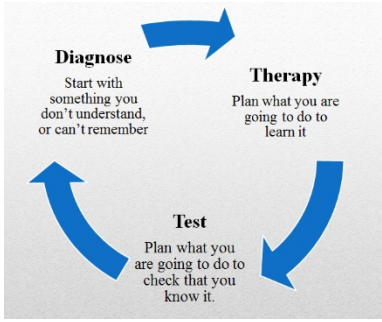 Diagnose
Start with
something you
don't understand,
or can't remember
Therapy
Plan what you are
going to do to
learn it
Test
Plan what you
are going to do to
check that you
know it.